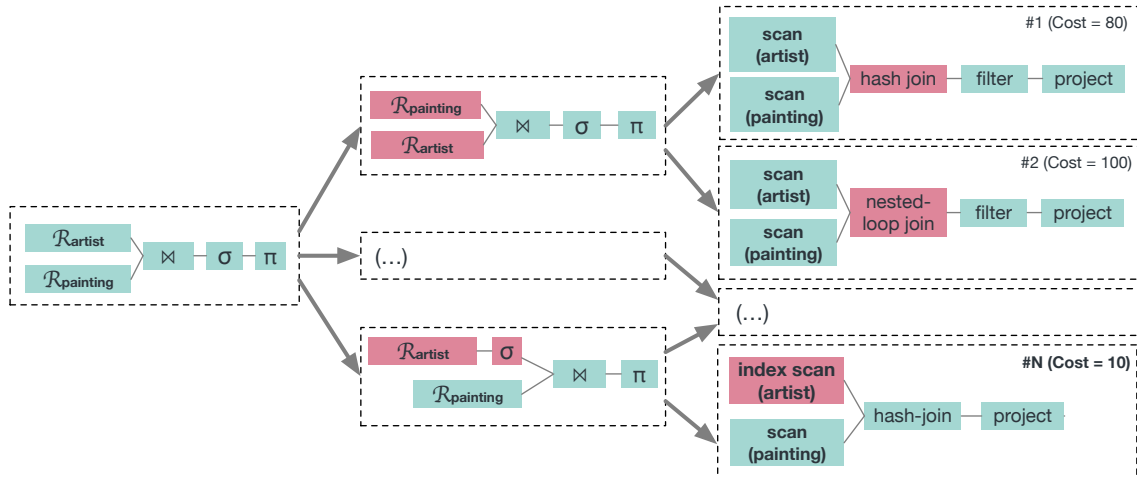 ℛartist
ℛpainting
⋈ σ π
ℛpainting
ℛartist
⋈ σ π
(...)
ℛartist σ
ℛpainting
⋈ π
#1 (Cost = 80)
scan
(artist)
scan
(painting)
hash join filter project
#2 (Cost = 100)
scan
(artist)
scan
(painting)
nested-
loop join
filter project
(...)
#N (Cost = 10)
index scan
(artist)
scan
(painting)
hash-join project